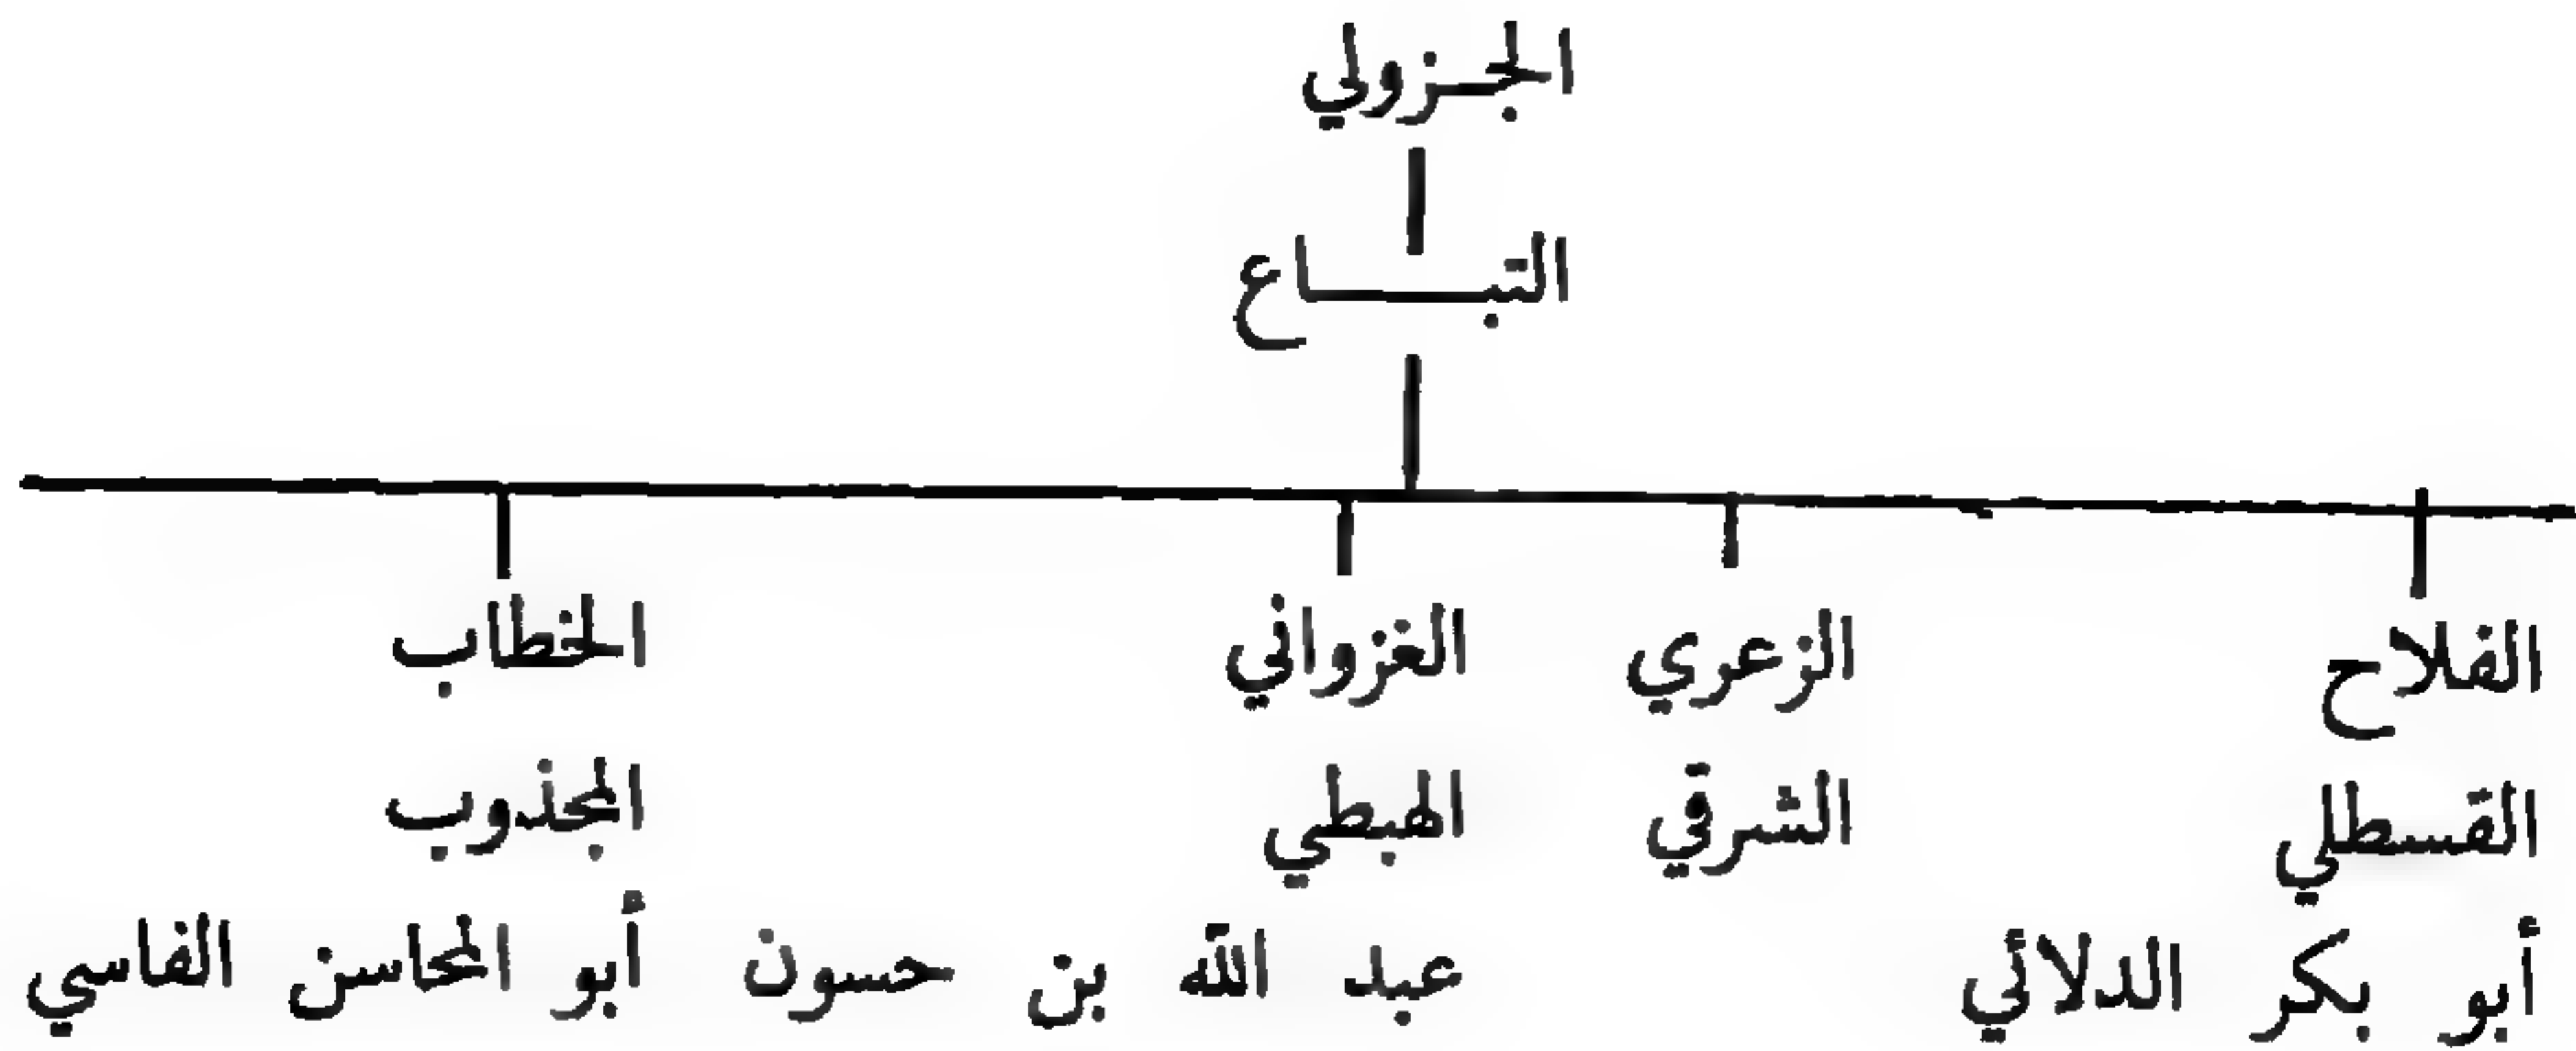 الجزولي
التباع
الفلاح الزعري الغزواني الخطاب
القسطلي الشرقي الهبطي المجذوب
أبو بكر الدلائي عبد الله بن حسون أبو المحاسن الفاسي